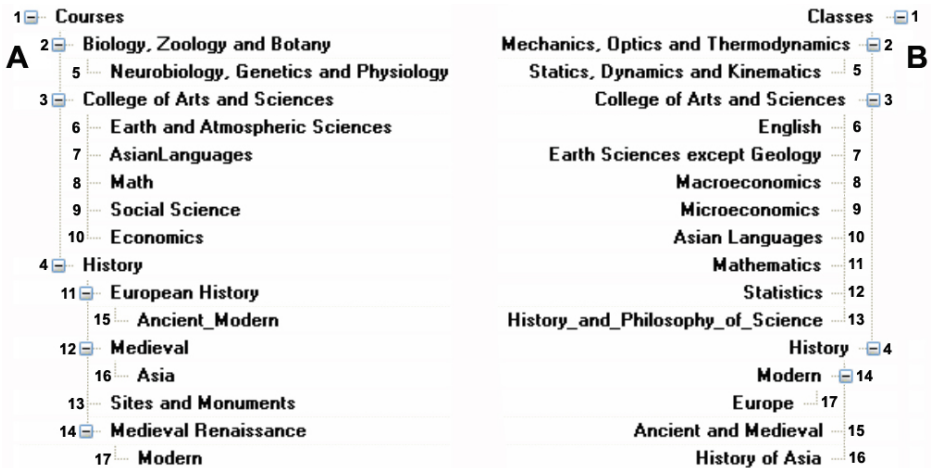 1 Courses
A
2 Biology, Zoology and Botany
5 Neurobiology, Genetics and Physiology
3 College of Arts and Sciences
6 Earth and Atmospheric Sciences
7 AsianLanguages
8 Math
9 Social Science
10 Economics
4 History
11 European History
15 Ancient_Modern
12 Medieval
16 Asia
13 Sites and Monuments
14 Medieval Renaissance
17 Modern
Classes 1
B
Mechanics, Optics and Thermodynamics 2
Statics, Dynamics and Kinematics 5
College of Arts and Sciences 3
English 6
Earth Sciences except Geology 7
Macroeconomics 8
Microeconomics 9
Asian Languages 10
Mathematics 11
Statistics 12
History_and_Philosophy_of_Science 13
History 4
Modern 14
Europe 17
Ancient and Medieval 15
History of Asia 16